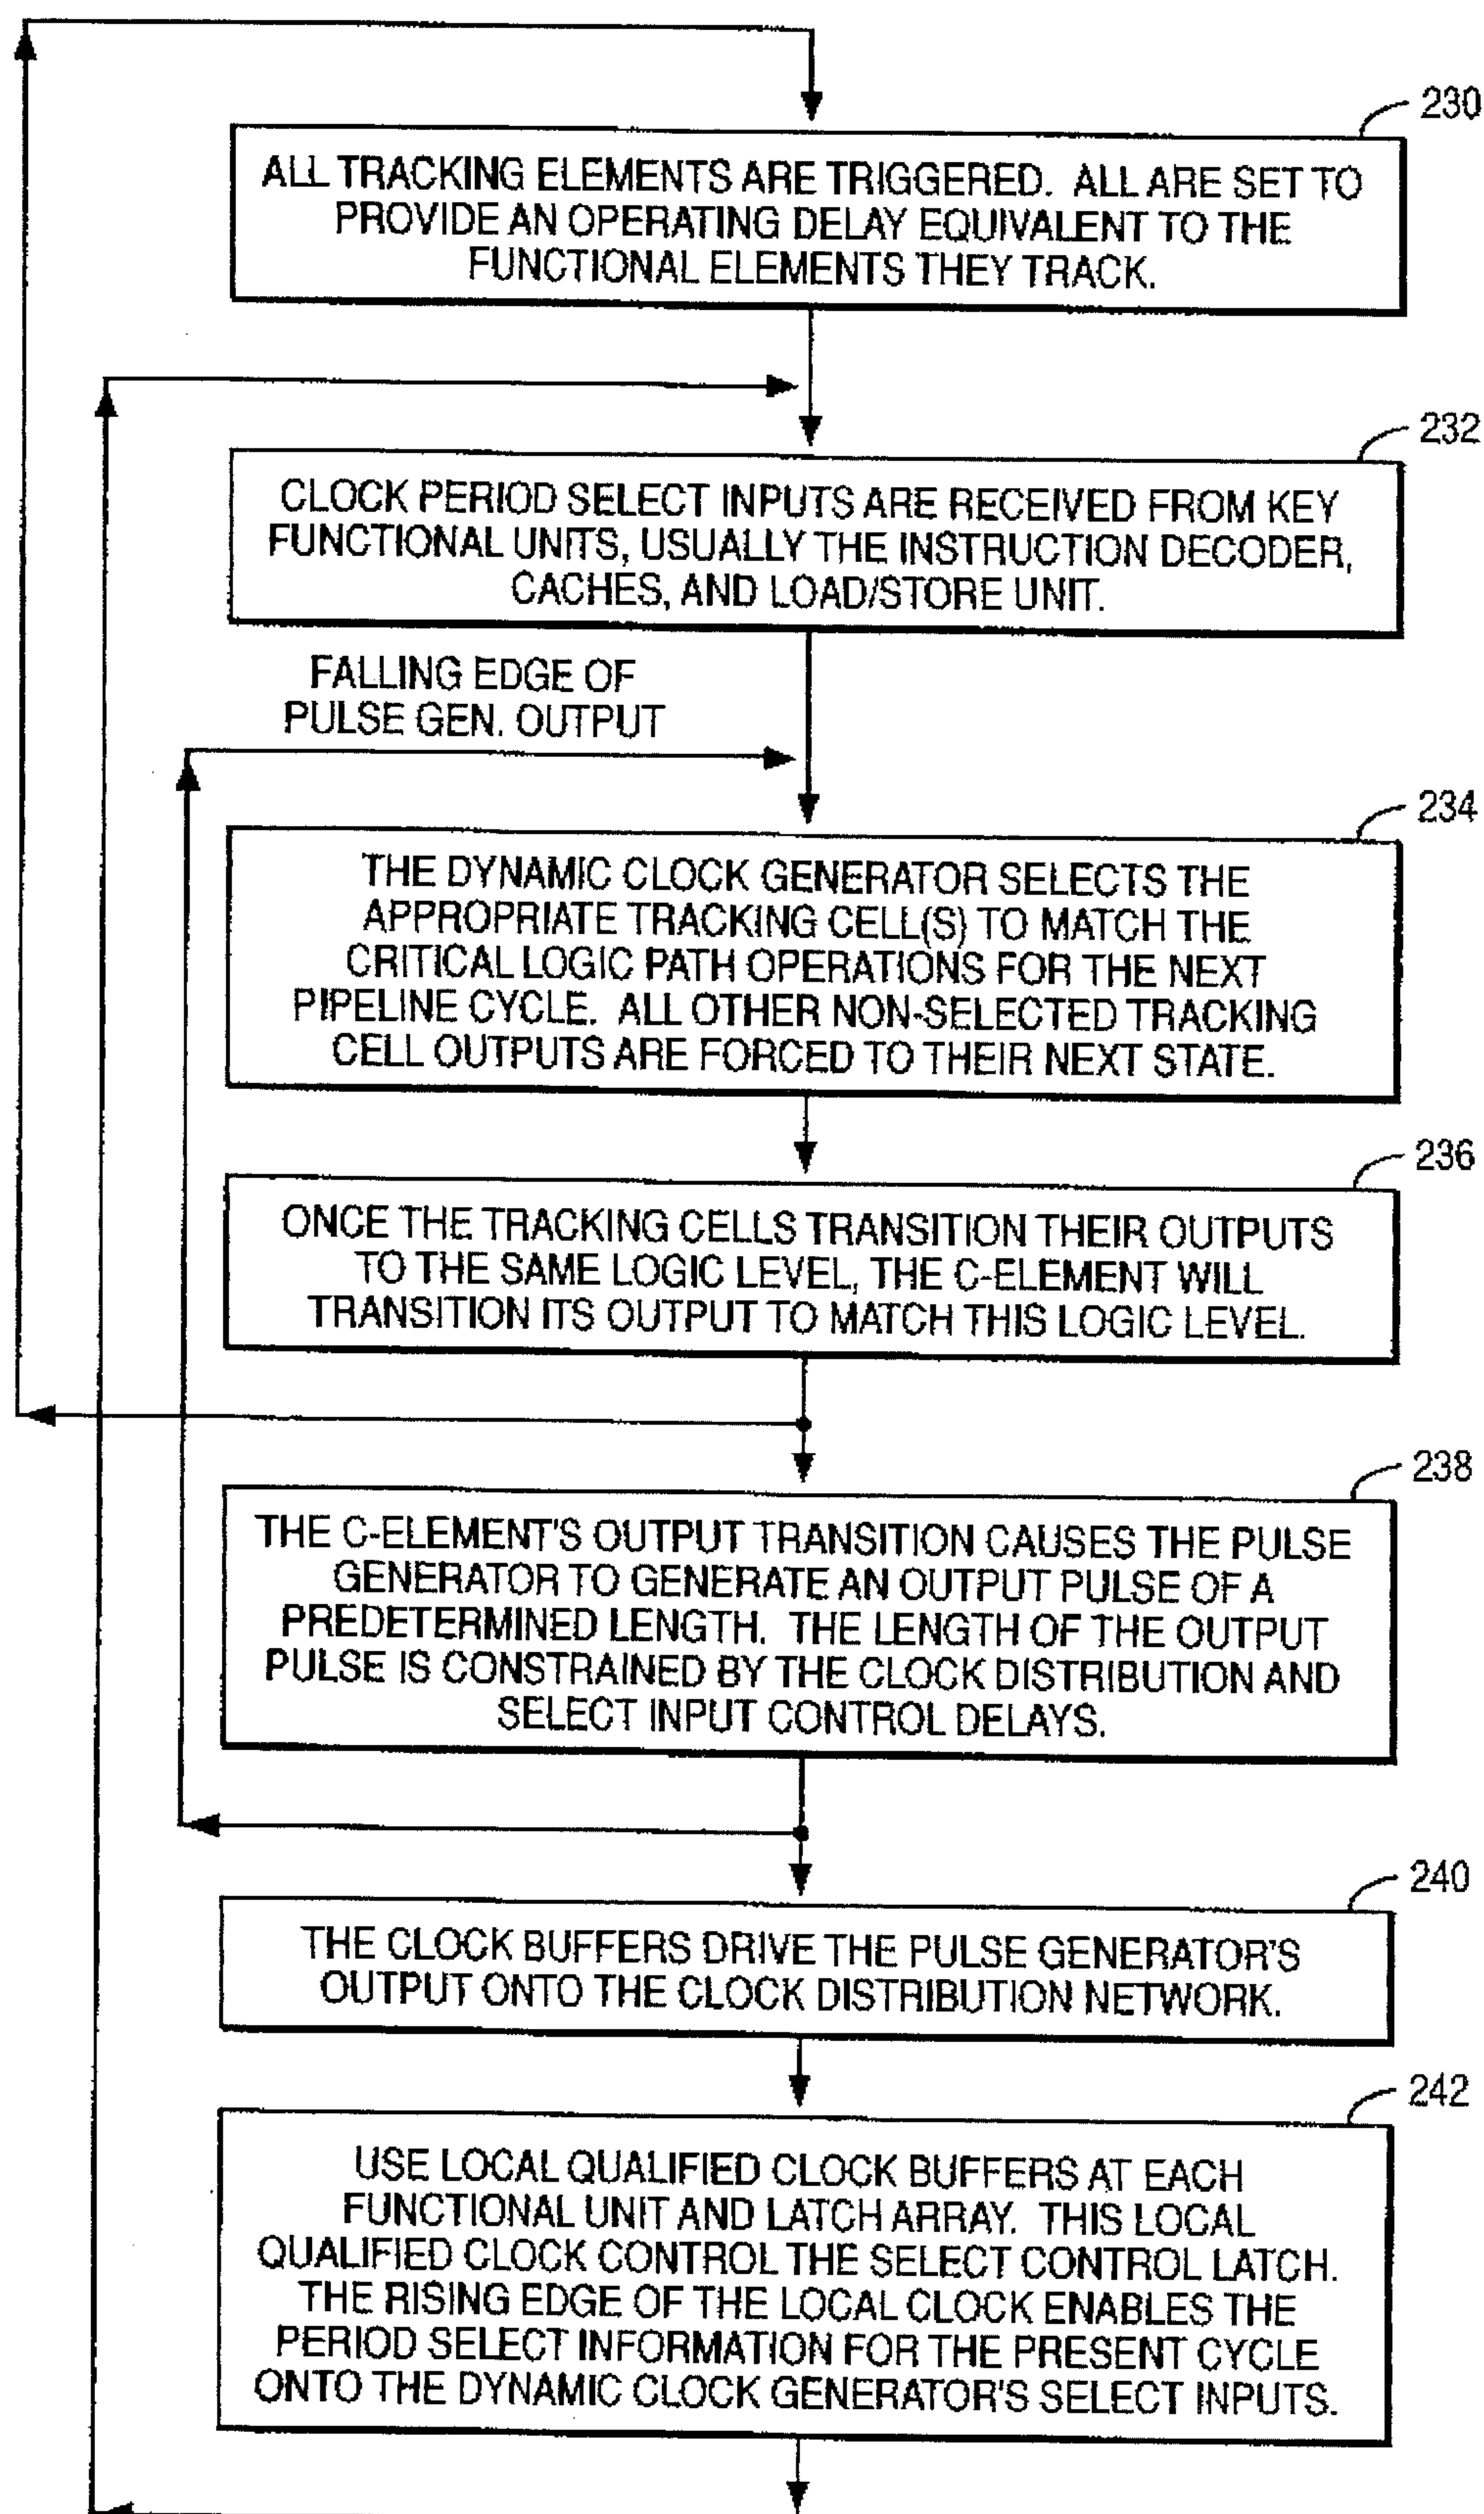 230
ALL TRACKING ELEMENTS ARE TRIGGERED. ALL ARE SET TO
PROVIDE AN OPERATING DELAY EQUIVALENT TO THE
FUNCTIONAL ELEMENTS THEY TRACK.
232
CLOCK PERIOD SELECT INPUTS ARE RECEIVED FROM KEY
FUNCTIONAL UNITS, USUALLY THE INSTRUCTION DECODER,
CACHES, AND LOAD/STORE UNIT.
FALLING EDGE OF
PULSE GEN. OUTPUT
234
THE DYNAMIC CLOCK GENERATOR SELECTS THE
APPROPRIATE TRACKING CELL(S) TO MATCH THE
CRITICAL LOGIC PATH OPERATIONS FOR THE NEXT
PIPELINE CYCLE. ALL OTHER NON-SELECTED TRACKING
CELL OUTPUTS ARE FORCED TO THEIR NEXT STATE.
236
ONCE THE TRACKING CELLS TRANSITION THEIR OUTPUTS
TO THE SAME LOGIC LEVEL, THE C-ELEMENT WILL
TRANSITION ITS OUTPUT TO MATCH THIS LOGIC LEVEL.
238
THE C-ELEMENT'S OUTPUT TRANSITION CAUSES THE PULSE
GENERATOR TO GENERATE AN OUTPUT PULSE OF A
PREDETERMINED LENGTH. THE LENGTH OF THE OUTPUT
PULSE IS CONSTRAINED BY THE CLOCK DISTRIBUTION AND
SELECT INPUT CONTROL DELAYS.
240
THE CLOCK BUFFERS DRIVE THE PULSE GENERATOR'S
OUTPUT ONTO THE CLOCK DISTRIBUTION NETWORK.
242
USE LOCAL QUALIFIED CLOCK BUFFERS AT EACH
FUNCTIONAL UNIT AND LATCH ARRAY. THIS LOCAL
QUALIFIED CLOCK CONTROL THE SELECT CONTROL LATCH.
THE RISING EDGE OF THE LOCAL CLOCK ENABLES THE
PERIOD SELECT INFORMATION FOR THE PRESENT CYCLE
ONTO THE DYNAMIC CLOCK GENERATOR'S SELECT INPUTS.